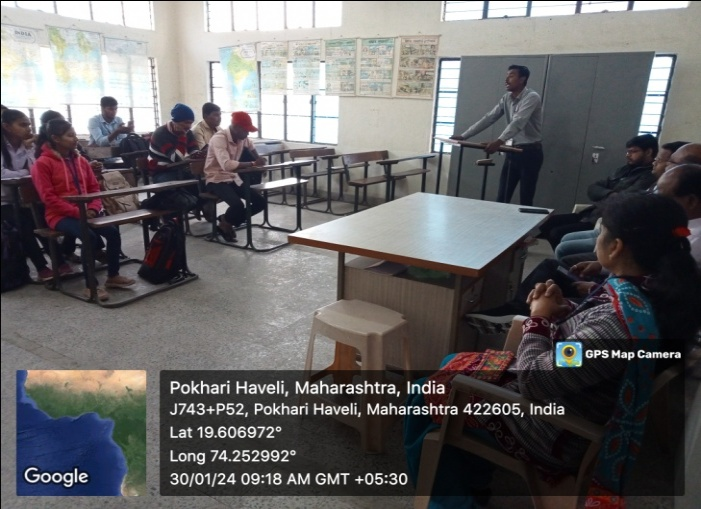 INDIA
GPS Map Camera
Pokhari Haveli, Maharashtra, India
J743+P52, Pokhari Haveli, Maharashtra 422605, India
Lat 19.606972°
Long 74.252992°
30/01/24 09:18 AM GMT +05:30
Google